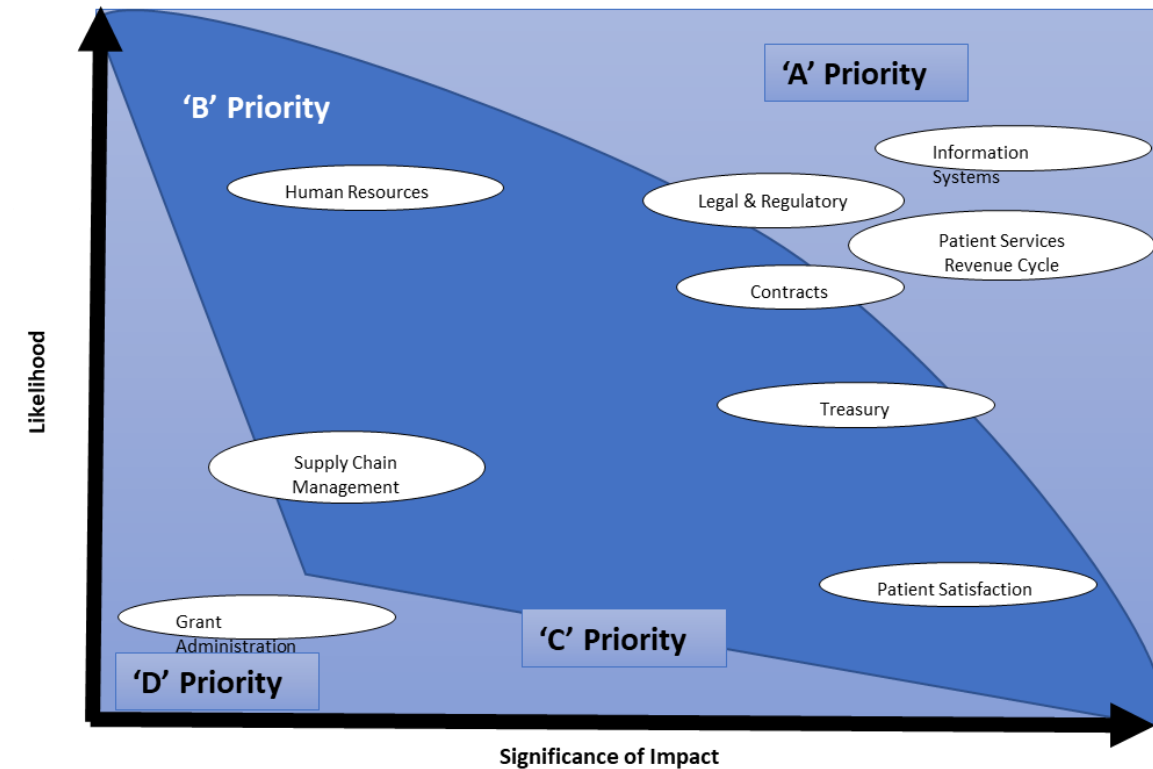 ‘A’ Priority
‘B’ Priority
Information
Systems
Human Resources
Legal & Regulatory
Patient Services
Revenue Cycle
Contracts
Likelihood
Treasury
Supply Chain
Management
Patient Satisfaction
Grant
Administration
‘C’ Priority
‘D’ Priority
Significance of Impact